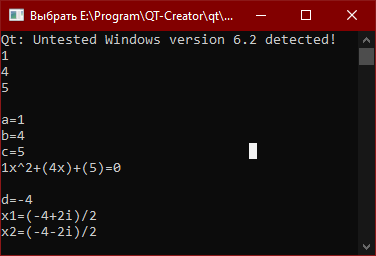 Выбрать E:\Program\QT-Creator\qt\...
Qt: Untested Windows version 6.2 detected!
1
4
5
a=1
b=4
c=5
1x^2+(4x)+(5)=0
d=-4
x1=(-4+2i)/2
x2=(-4-2i)/2